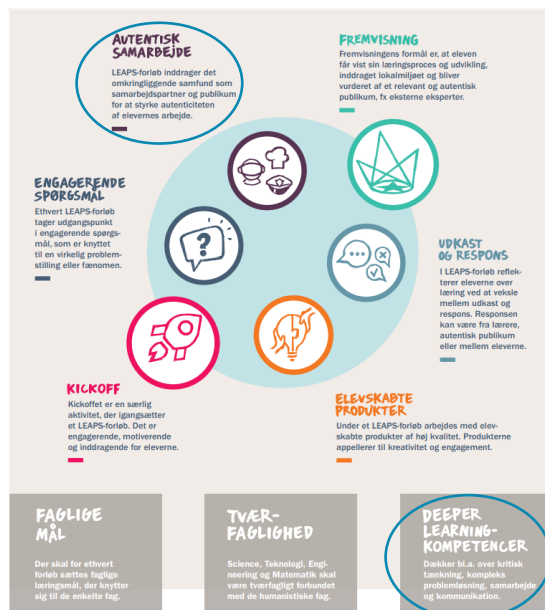 AUTENTISK
SAMARBEJDE
LEAPS-forløb inddrager det
omkringliggende samfund som
samarbejdspartner og publikum
for at styrke autenticiteten
af elevernes arbejde.
FREMVISNING
Fremvisningens formål er, at eleven
får vist sin læringsproces og udvikling,
inddraget lokalmiljøet og bliver
vurderet af et relevant og autentisk
publikum, fx eksterne eksperter.
ENGAGERENDE
SPØRGSMÅL
Ethvert LEAPS-forløb
tager udgangspunkt
i engagerende spørgs-
mål, som er knyttet
til en virkelig problem-
stilling eller fænomen.
?
UDKAST
OG RESPONS
I LEAPS-forløb reflek-
terer eleverne over
læring ved at veksle
mellem udkast og
respons. Responsen
kan være fra lærere,
autentisk publikum
eller mellem eleverne.
KICKOFF
Kickoffet er en særlig
aktivitet, der igangsætter
et LEAPS-forløb. Det er
engagerende, motiverende
og inddragende for eleverne.
ELEVSKABTE
PRODUKTER
Under et LEAPS-forløb arbejdes med elev-
skabte produkter af høj kvalitet. Produkterne
appellerer til kreativitet og engagement.
FAGLIGE
MÅL
Der skal for ethvert
forløb sættes faglige
læringsmål, der knytter
sig til de enkelte fag.
TVÆR-
FAGLIGHED
Science, Teknologi, Engi-
neering og Matematik skal
være tværfagligt forbundet
med de humanistiske fag.
DEEPER
LEARNING-
KOMPETENCER
Dækker bl.a. over kritisk
tænkning, kompleks
problemløsning, samarbejde
og kommunikation.